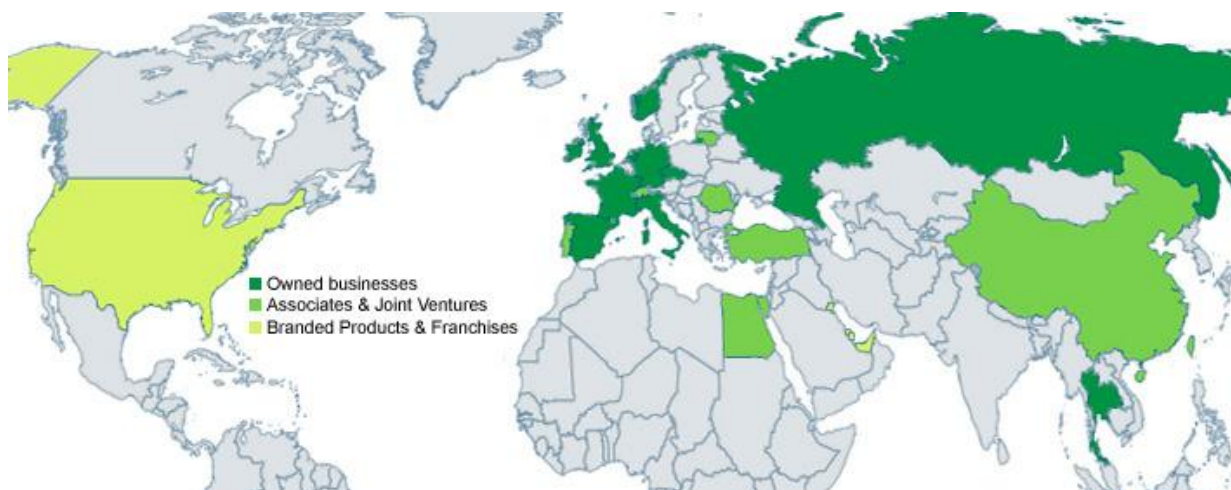 Owned businesses
Associates & Joint Ventures
Branded Products & Franchises